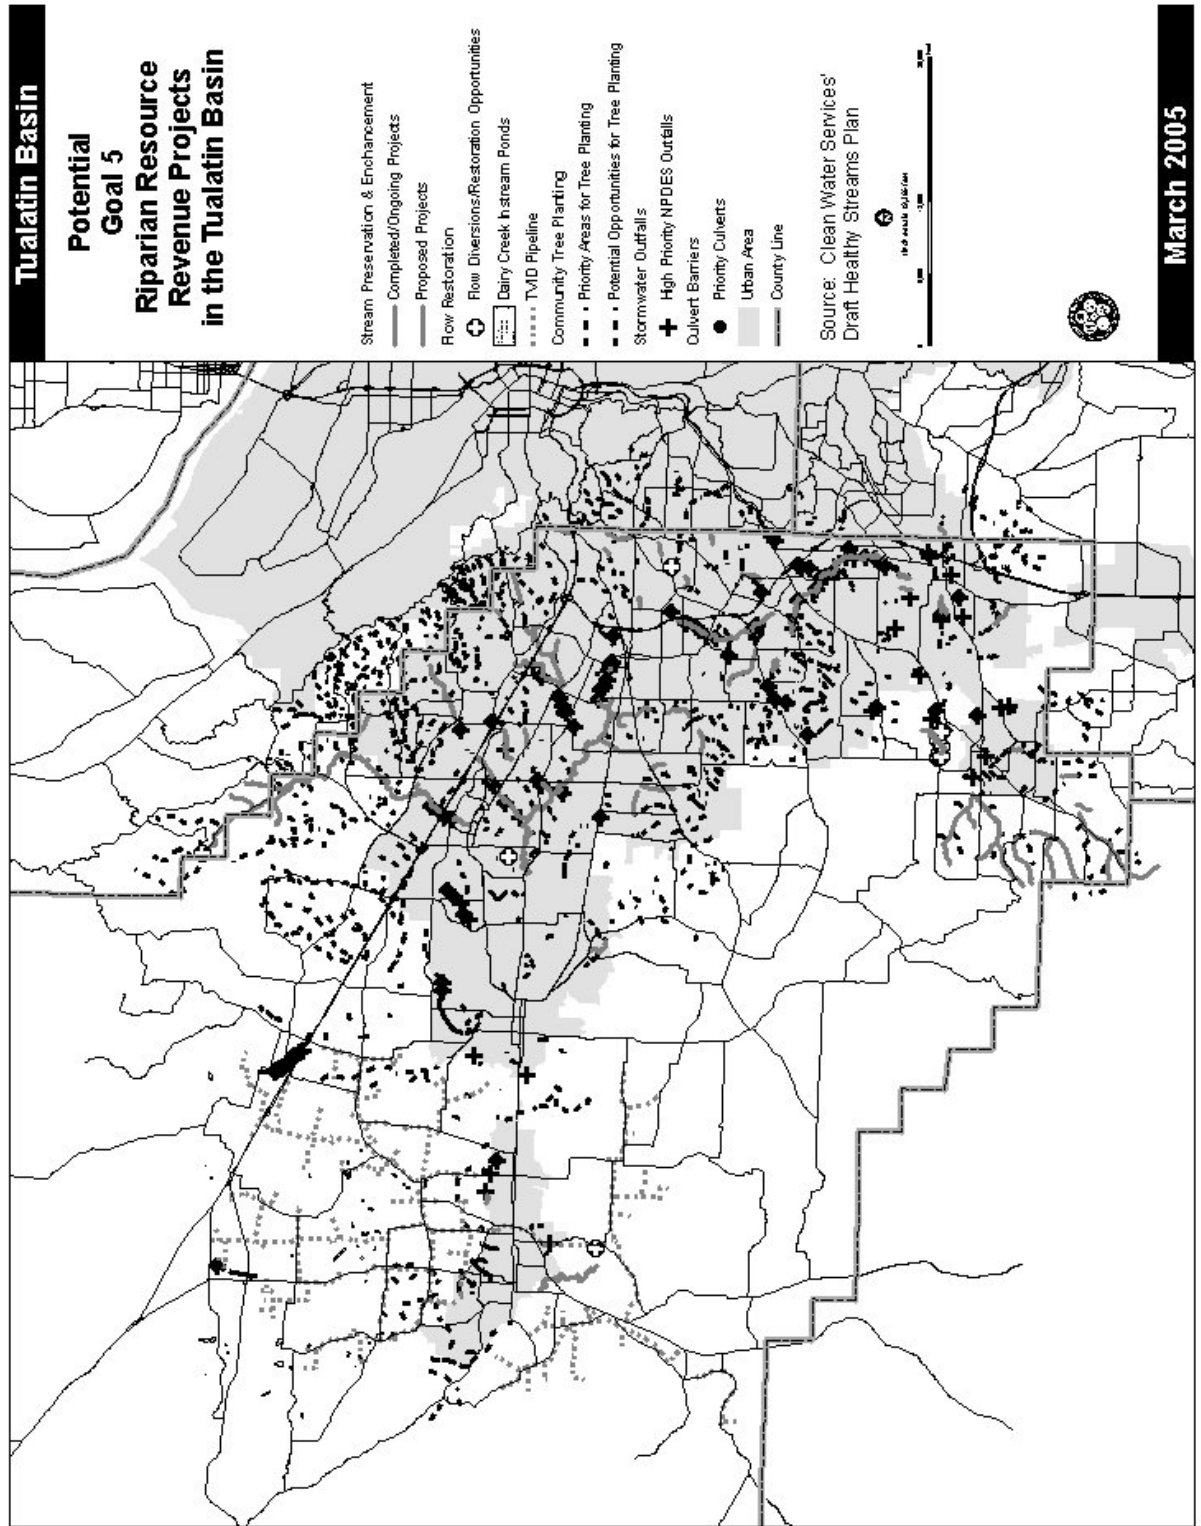 Tualatin Basin
Potential
Goal 5
Riparian Resource
Revenue Projects
in the Tualatin Basin
Stream Preservation & Enchancement
Completed/Ongoing Projects
Proposed Projects
Flow Restoration
Flow Diversions/Restoration Opportunities
Dairy Creek Instream Ponds
TVID Pipeline
Community Tree Planting
Priority Areas for Tree Planting
Potential Opportunities for Tree Planting
Stormwater Outfalls
High Priority NPDES Outfalls
Culvert Barriers
Priority Culverts
Urban Area
County Line
Source: Clean Water Services'
Draft Healthy Streams Plan
March 2005